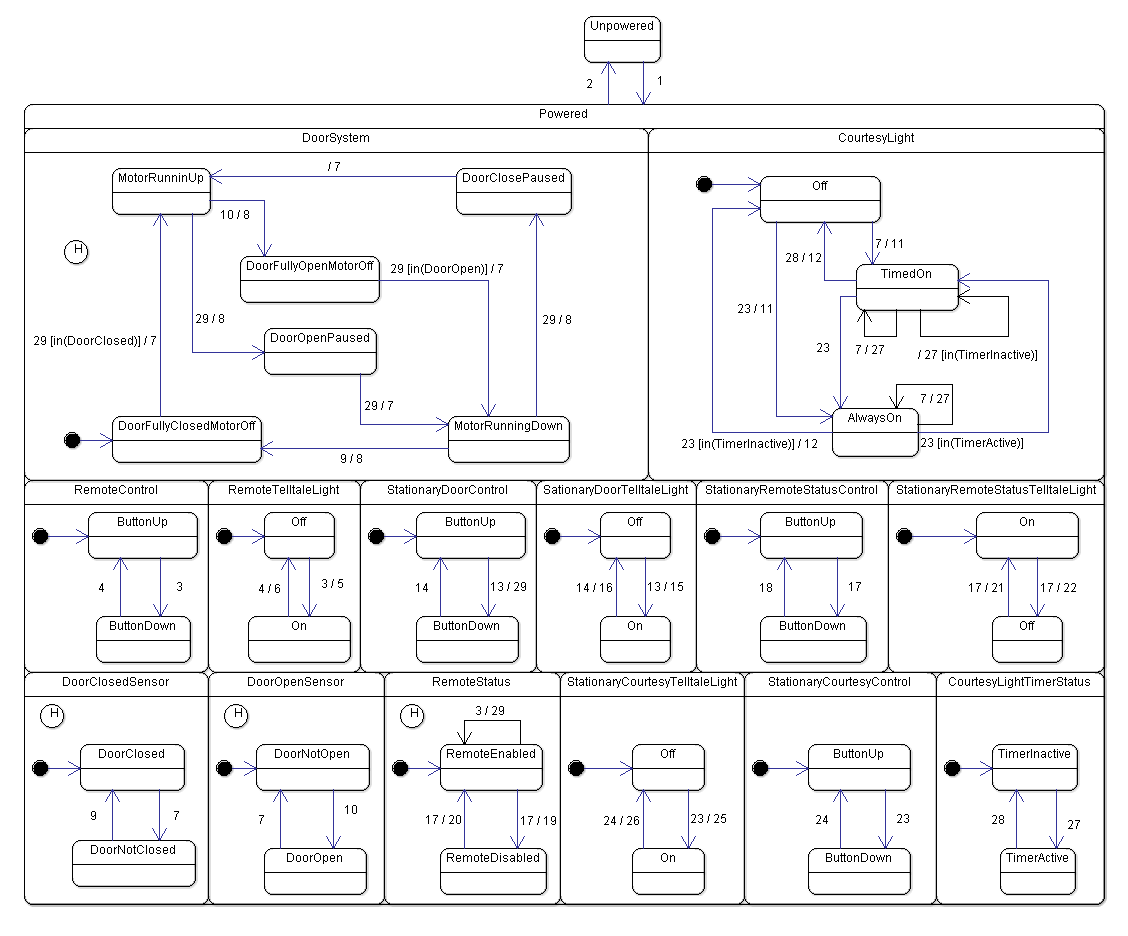 Unpowered
2
1
Powered
DoorSystem
CourtesyLight
/ 7
MotorRunninUp
DoorClosePaused
Off
10 / 8
H
7 / 11
28 / 12
DoorFullyOpenMotorOff
29 [in(DoorOpen)] / 7
TimedOn
23 / 11
29 / 8
29 / 8
DoorOpenPaused
29 [in(DoorClosed)] / 7
23
7 / 27
/ 27 [in(TimerInactive)]
29 / 7
7 / 27
DoorFullyClosedMotorOff
MotorRunningDown
AlwaysOn
9 / 8
23 [in(TimerInactive)] / 12
23 [in(TimerActive)]
RemoteControl
RemoteTelltaleLight
StationaryDoorControl
SationaryDoorTelltaleLight
StationaryRemoteStatusControl
StationaryRemoteStatusTelltaleLight
ButtonUp
Off
ButtonUp
Off
ButtonUp
On
4
3
4 / 6
3 / 5
14
13 / 29
14 / 16
13 / 15
18
17
17 / 21
17 / 22
ButtonDown
On
ButtonDown
On
ButtonDown
Off
DoorClosedSensor
DoorOpenSensor
RemoteStatus
StationaryCourtesyTelltaleLight
StationaryCourtesyControl
CourtesyLightTimerStatus
H
H
H
3 / 29
DoorClosed
DoorNotOpen
RemoteEnabled
Off
ButtonUp
TimerInactive
9
7
7
10
17 / 20
17 / 19
24 / 26
23 / 25
24
23
28
27
DoorNotClosed
DoorOpen
RemoteDisabled
On
ButtonDown
TimerActive